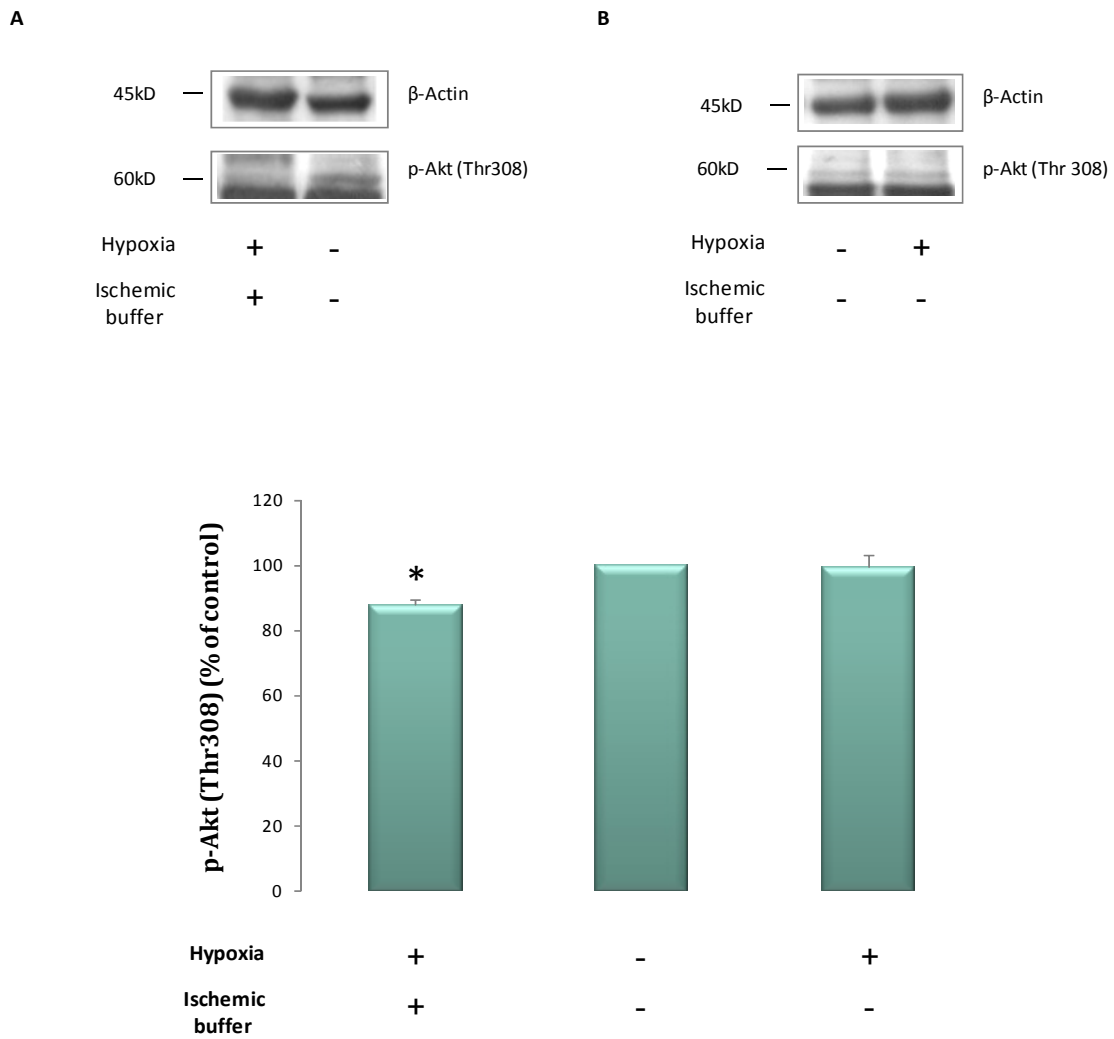 A
45kD
β-Actin
60kD
p-Akt (Thr308)
Hypoxia + -
Ischemic
buffer
+ -
B
45kD
β-Actin
60kD
p-Akt (Thr 308)
Hypoxia - +
Ischemic
buffer
- -
p-Akt (Thr308) (% of control)
120
100
80
60
40
20
0
*
Hypoxia + - +
Ischemic
buffer
+ - -